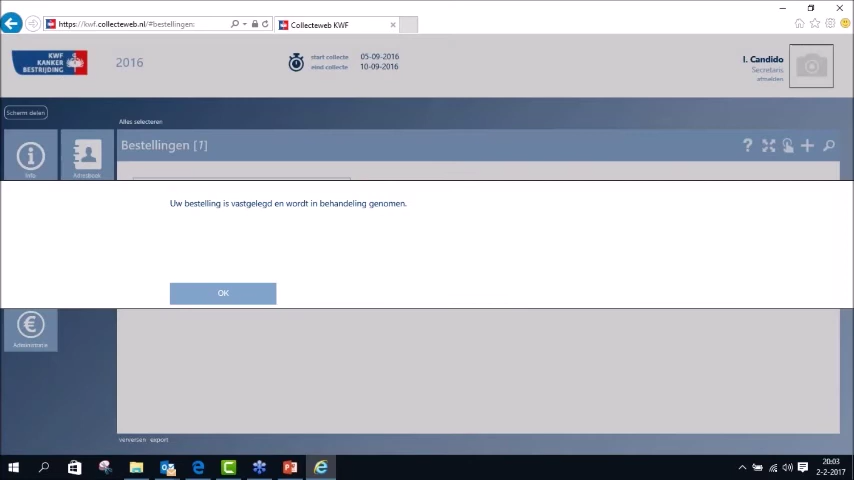 https://kwf.collecteweb.nl/#bestellingen:
Collecteweb KWF
KWF
KANKER
BESTRIJDING
2016
start collecte 05-09-2016
eind collecte 10-09-2016
I. Candido
Secretaris
afmelden
Scherm delen
Alles selecteren
Info
Adresboek
Bestellingen [1]
Uw bestelling is vastgelegd en wordt in behandeling genomen.
OK
Administratie
verversen export
20:03
2-2-2017